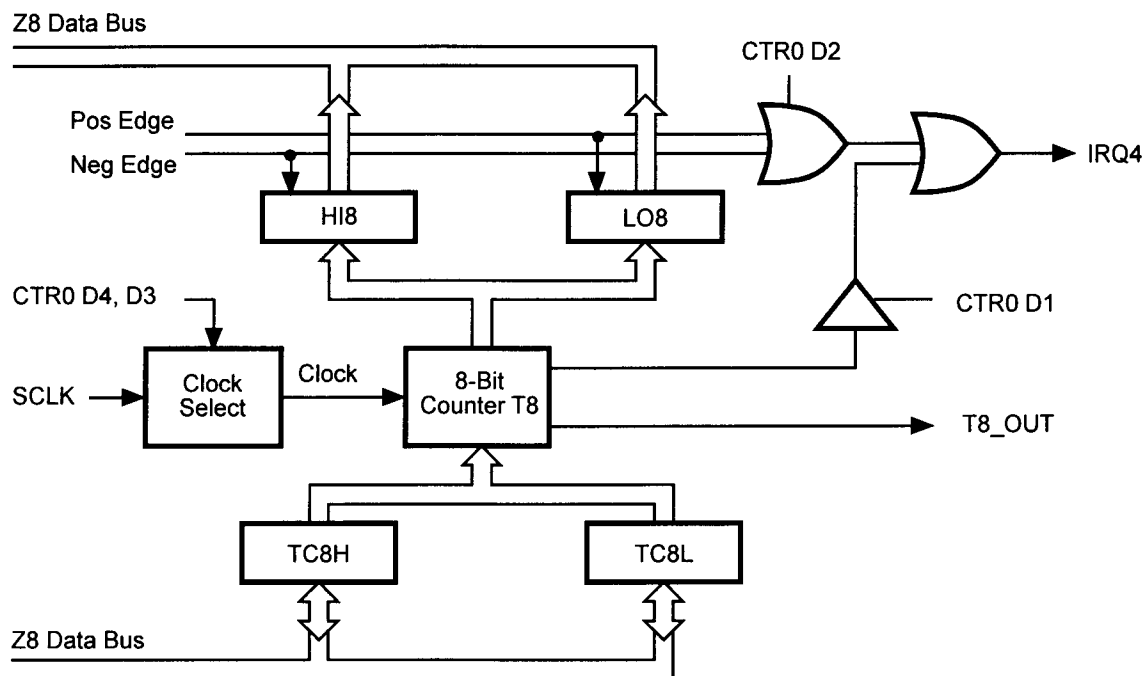 Z8 Data Bus
CTR0 D2
Pos Edge
Neg Edge
IRQ4
HI8
LO8
CTR0 D4, D3
CTR0 D1
SCLK
Clock
Select
Clock
8-Bit
Counter T8
T8_OUT
TC8H
TC8L
Z8 Data Bus